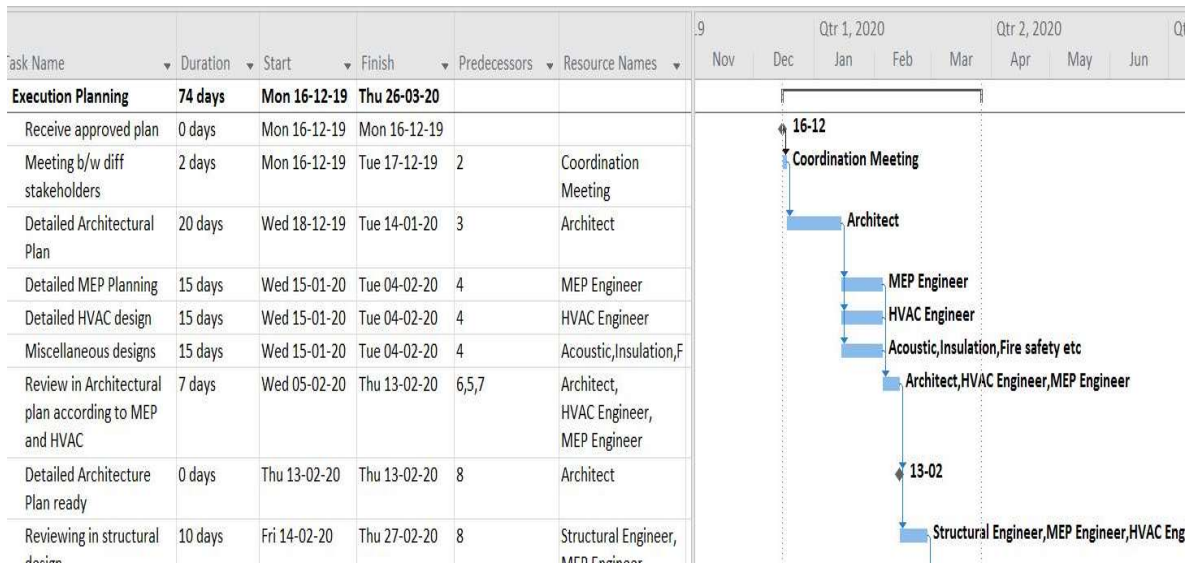 .9 Qtr 1, 2020 Qtr 2, 2020
Task Name Duration Start Finish Predecessors Resource Names Nov Dec Jan Feb Mar Apr May Jun
Execution Planning 74 days Mon 16-12-19 Thu 26-03-20
Receive approved plan 0 days Mon 16-12-19 Mon 16-12-19 16-12
Meeting b/w diff 2 days Mon 16-12-19 Tue 17-12-19 2 Coordination Coordination Meeting
stakeholders Meeting
Detailed Architectural 20 days Wed 18-12-19 Tue 14-01-20 3 Architect Architect
Plan
Detailed MEP Planning 15 days Wed 15-01-20 Tue 04-02-20 4 MEP Engineer MEP Engineer
Detailed HVAC design 15 days Wed 15-01-20 Tue 04-02-20 4 HVAC Engineer HVAC Engineer
Miscellaneous designs 15 days Wed 15-01-20 Tue 04-02-20 4 Acoustic,Insulation,F Acoustic,Insulation,Fire safety etc
Review in Architectural 7 days Wed 05-02-20 Thu 13-02-20 6,5,7 Architect, Architect,HVAC Engineer,MEP Engineer
plan according to MEP HVAC Engineer,
and HVAC MEP Engineer
Detailed Architecture 0 days Thu 13-02-20 Thu 13-02-20 8 Architect 13-02
Plan ready
Reviewing in structural 10 days Fri 14-02-20 Thu 27-02-20 8 Structural Engineer, Structural Engineer,MEP Engineer,HVAC Eng
design MEP Engineer